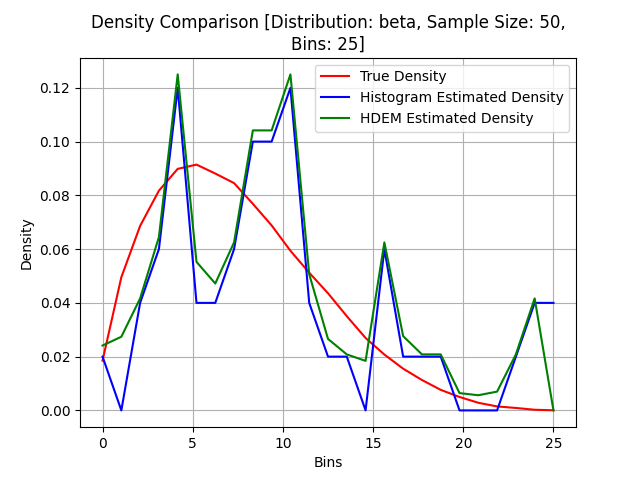 Density Comparison [Distribution: beta, Sample Size: 50,
Bins: 25]
True Density
Histogram Estimated Density
HDEM Estimated Density
Density
0.12
0.10
0.08
0.06
0.04
0.02
0.00
0 5 10 15 20 25
Bins